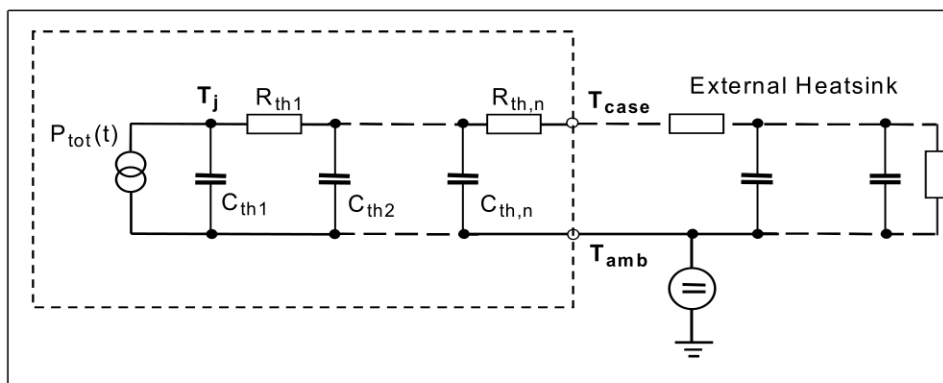 External Heatsink
T_j
R_th1
R_th,n
T_case
P_tot(t)
C_th1
C_th2
C_th,n
T_amb